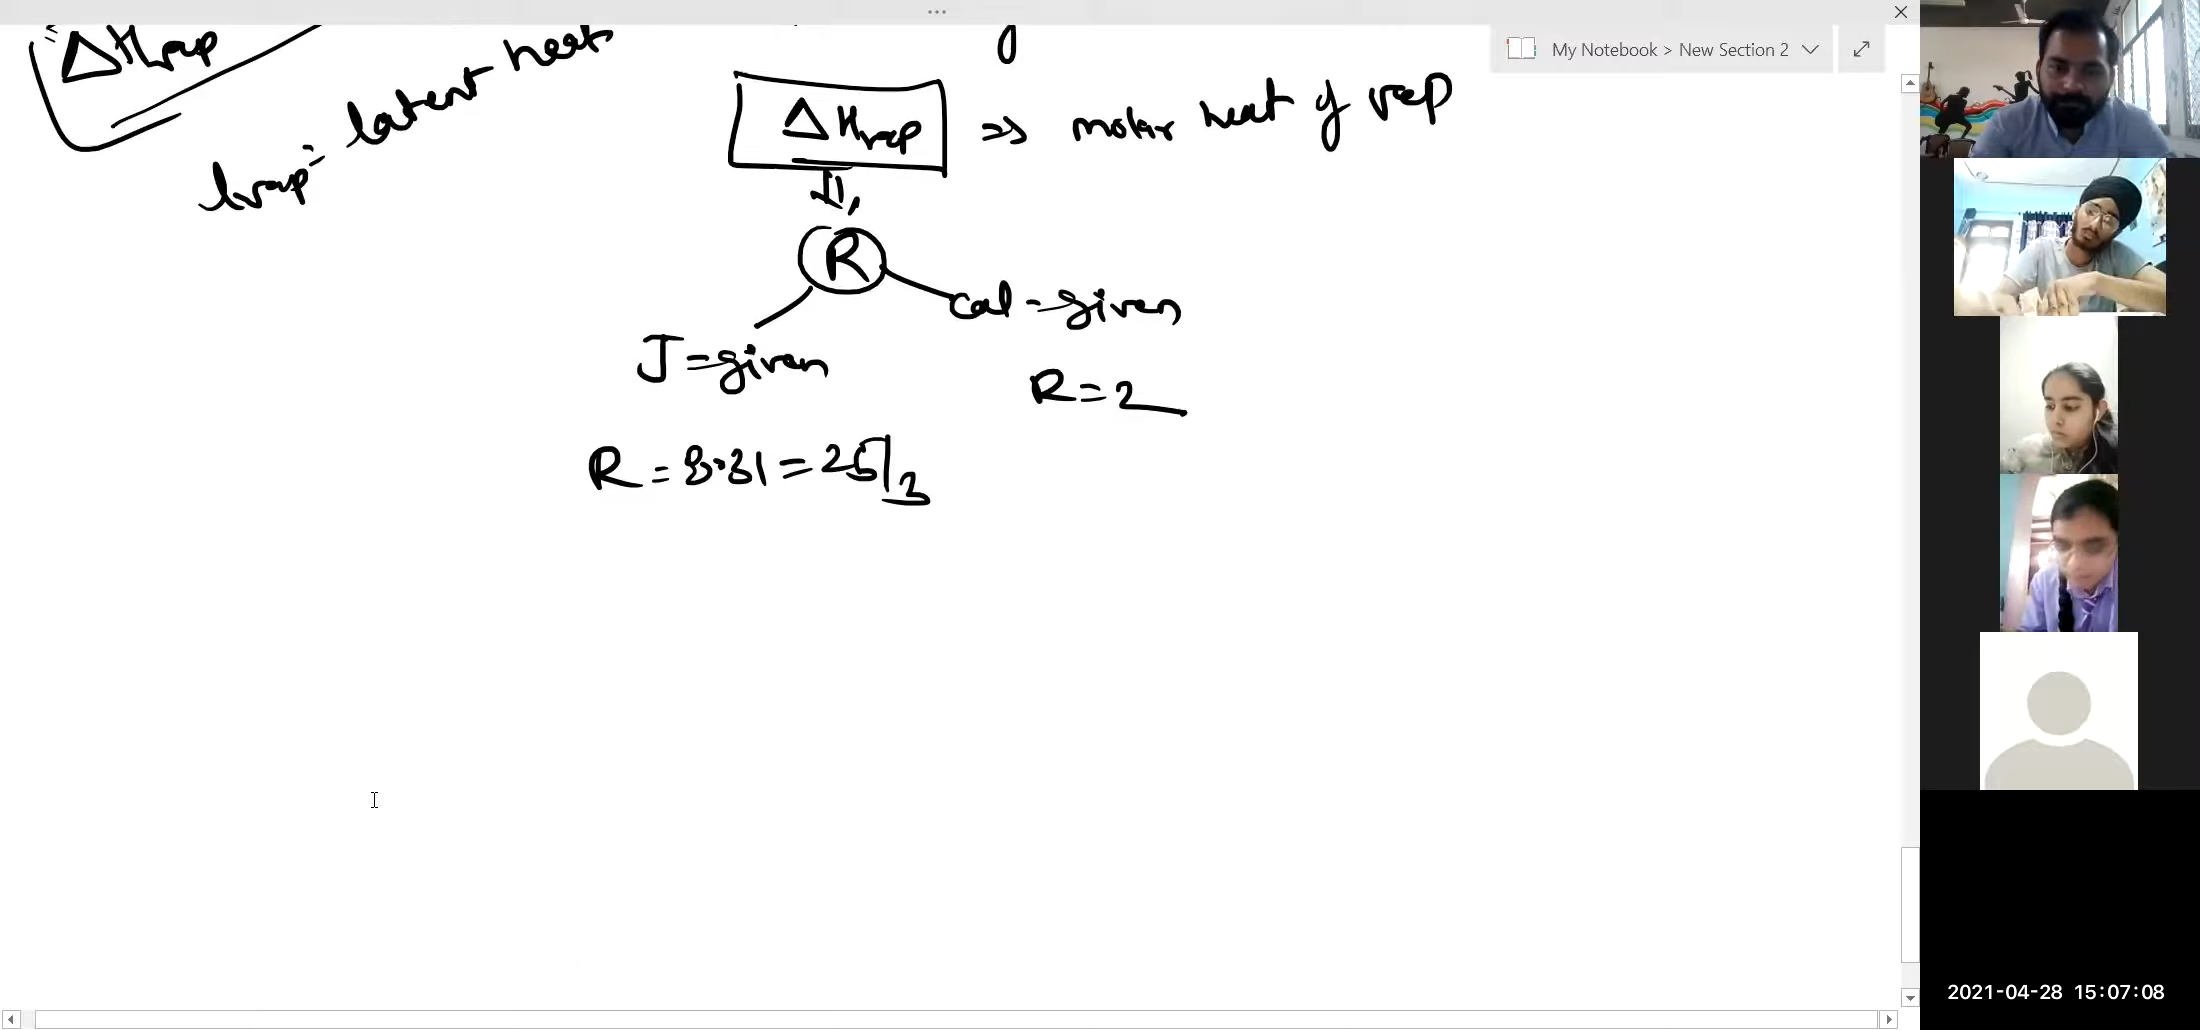 My Notebook > New Section 2
ΔHvap
lvap = latent heat
ΔHvap ⇒ molar heat of vap
R
J = given
cal - given
R = 2
R = 8.31 = 25/3
2021-04-28 15:07:08